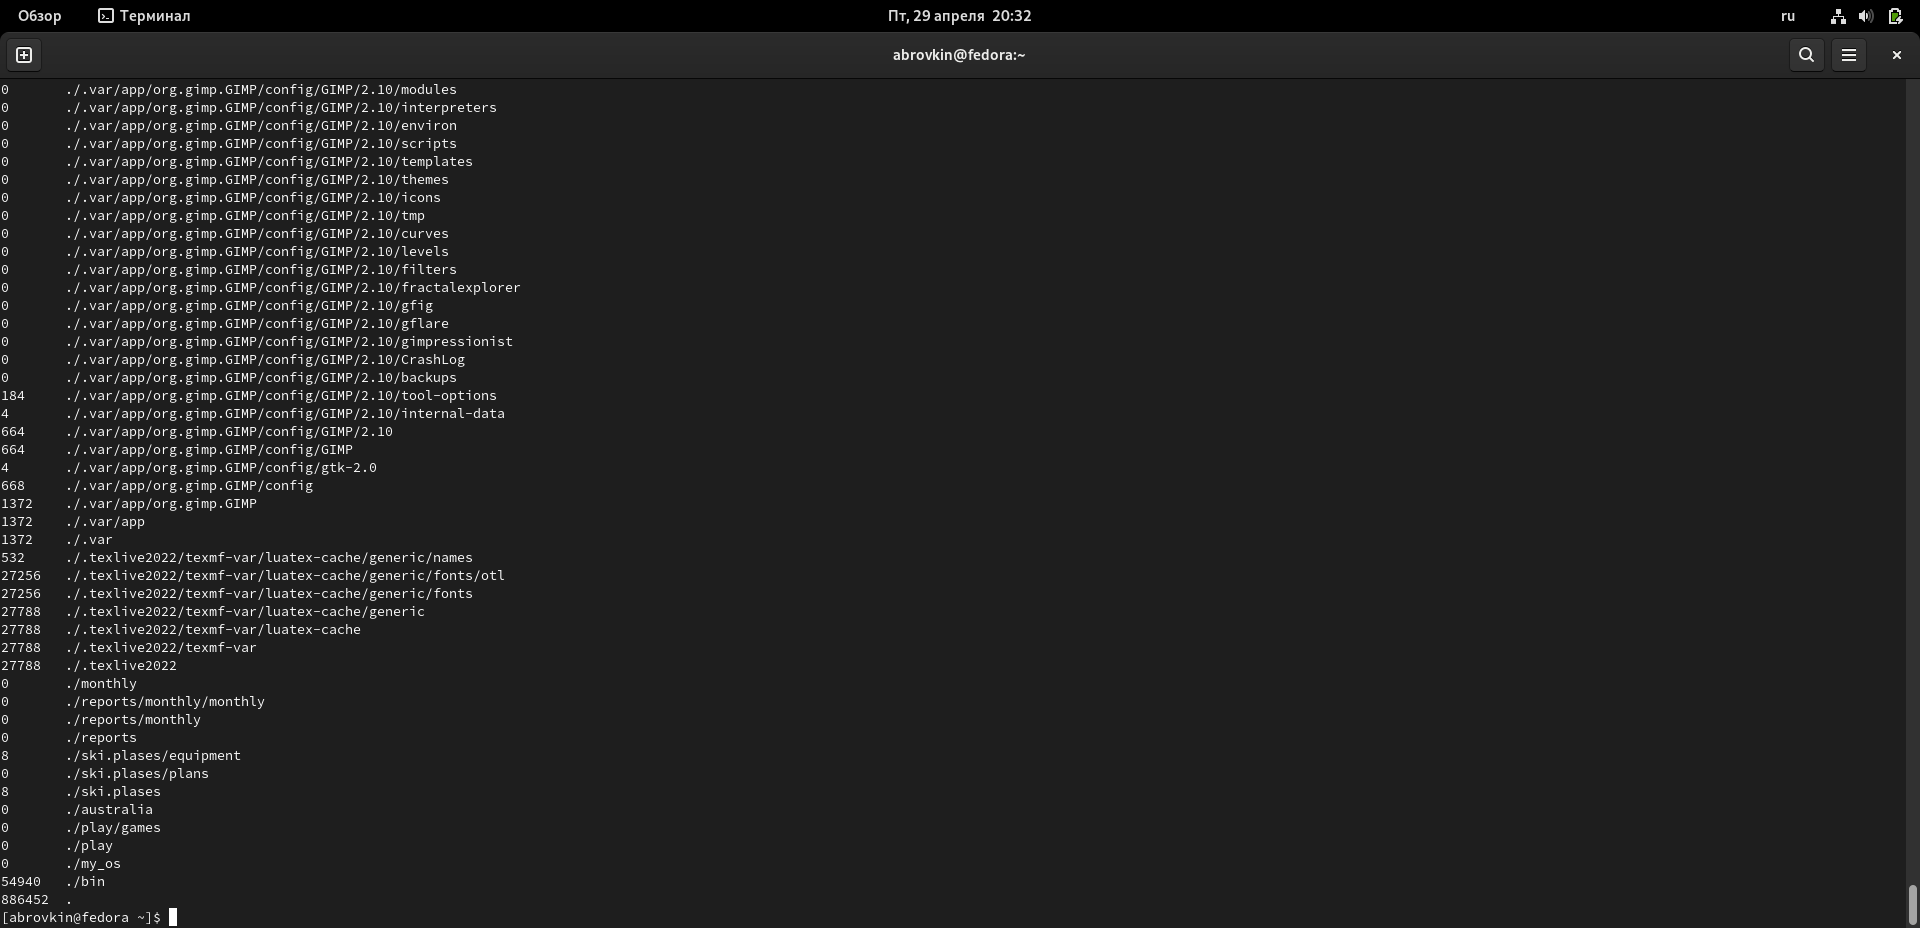 Обзор Терминал Пт, 29 апреля 20:32 ru
abrovkin@fedora:~
0 ./.var/app/org.gimp.GIMP/config/GIMP/2.10/modules
0 ./.var/app/org.gimp.GIMP/config/GIMP/2.10/interpreters
0 ./.var/app/org.gimp.GIMP/config/GIMP/2.10/environ
0 ./.var/app/org.gimp.GIMP/config/GIMP/2.10/scripts
0 ./.var/app/org.gimp.GIMP/config/GIMP/2.10/templates
0 ./.var/app/org.gimp.GIMP/config/GIMP/2.10/themes
0 ./.var/app/org.gimp.GIMP/config/GIMP/2.10/icons
0 ./.var/app/org.gimp.GIMP/config/GIMP/2.10/tmp
0 ./.var/app/org.gimp.GIMP/config/GIMP/2.10/curves
0 ./.var/app/org.gimp.GIMP/config/GIMP/2.10/levels
0 ./.var/app/org.gimp.GIMP/config/GIMP/2.10/filters
0 ./.var/app/org.gimp.GIMP/config/GIMP/2.10/fractalexplorer
0 ./.var/app/org.gimp.GIMP/config/GIMP/2.10/gfig
0 ./.var/app/org.gimp.GIMP/config/GIMP/2.10/gflare
0 ./.var/app/org.gimp.GIMP/config/GIMP/2.10/gimpressionist
0 ./.var/app/org.gimp.GIMP/config/GIMP/2.10/CrashLog
0 ./.var/app/org.gimp.GIMP/config/GIMP/2.10/backups
184 ./.var/app/org.gimp.GIMP/config/GIMP/2.10/tool-options
4 ./.var/app/org.gimp.GIMP/config/GIMP/2.10/internal-data
664 ./.var/app/org.gimp.GIMP/config/GIMP/2.10
664 ./.var/app/org.gimp.GIMP/config/GIMP
4 ./.var/app/org.gimp.GIMP/config/gtk-2.0
668 ./.var/app/org.gimp.GIMP/config
1372 ./.var/app/org.gimp.GIMP
1372 ./.var/app
1372 ./.var
532 ./.texlive2022/texmf-var/luatex-cache/generic/names
27256 ./.texlive2022/texmf-var/luatex-cache/generic/fonts/otl
27256 ./.texlive2022/texmf-var/luatex-cache/generic/fonts
27788 ./.texlive2022/texmf-var/luatex-cache/generic
27788 ./.texlive2022/texmf-var/luatex-cache
27788 ./.texlive2022/texmf-var
27788 ./.texlive2022
0 ./monthly
0 ./reports/monthly/monthly
0 ./reports/monthly
0 ./reports
8 ./ski.plases/equipment
0 ./ski.plases/plans
8 ./ski.plases
0 ./australia
0 ./play/games
0 ./play
0 ./my_os
54940 ./bin
886452 .
[abrovkin@fedora ~]$